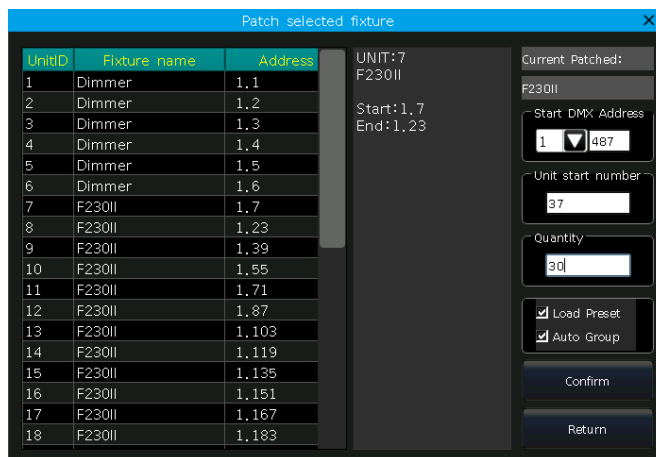 Patch selected fixture
UnitID Fixture name Address
1 Dimmer 1.1
2 Dimmer 1.2
3 Dimmer 1.3
4 Dimmer 1.4
5 Dimmer 1.5
6 Dimmer 1.6
7 F230II 1.7
8 F230II 1.23
9 F230II 1.39
10 F230II 1.55
11 F230II 1.71
12 F230II 1.87
13 F230II 1.103
14 F230II 1.119
15 F230II 1.135
16 F230II 1.151
17 F230II 1.167
18 F230II 1.183
UNIT:7
F230II
Start:1.7
End:1.23
Current Patched:
F230II
Start DMX Address
1 487
Unit start number
37
Quantity
30
Load Preset
Auto Group
Confirm
Return